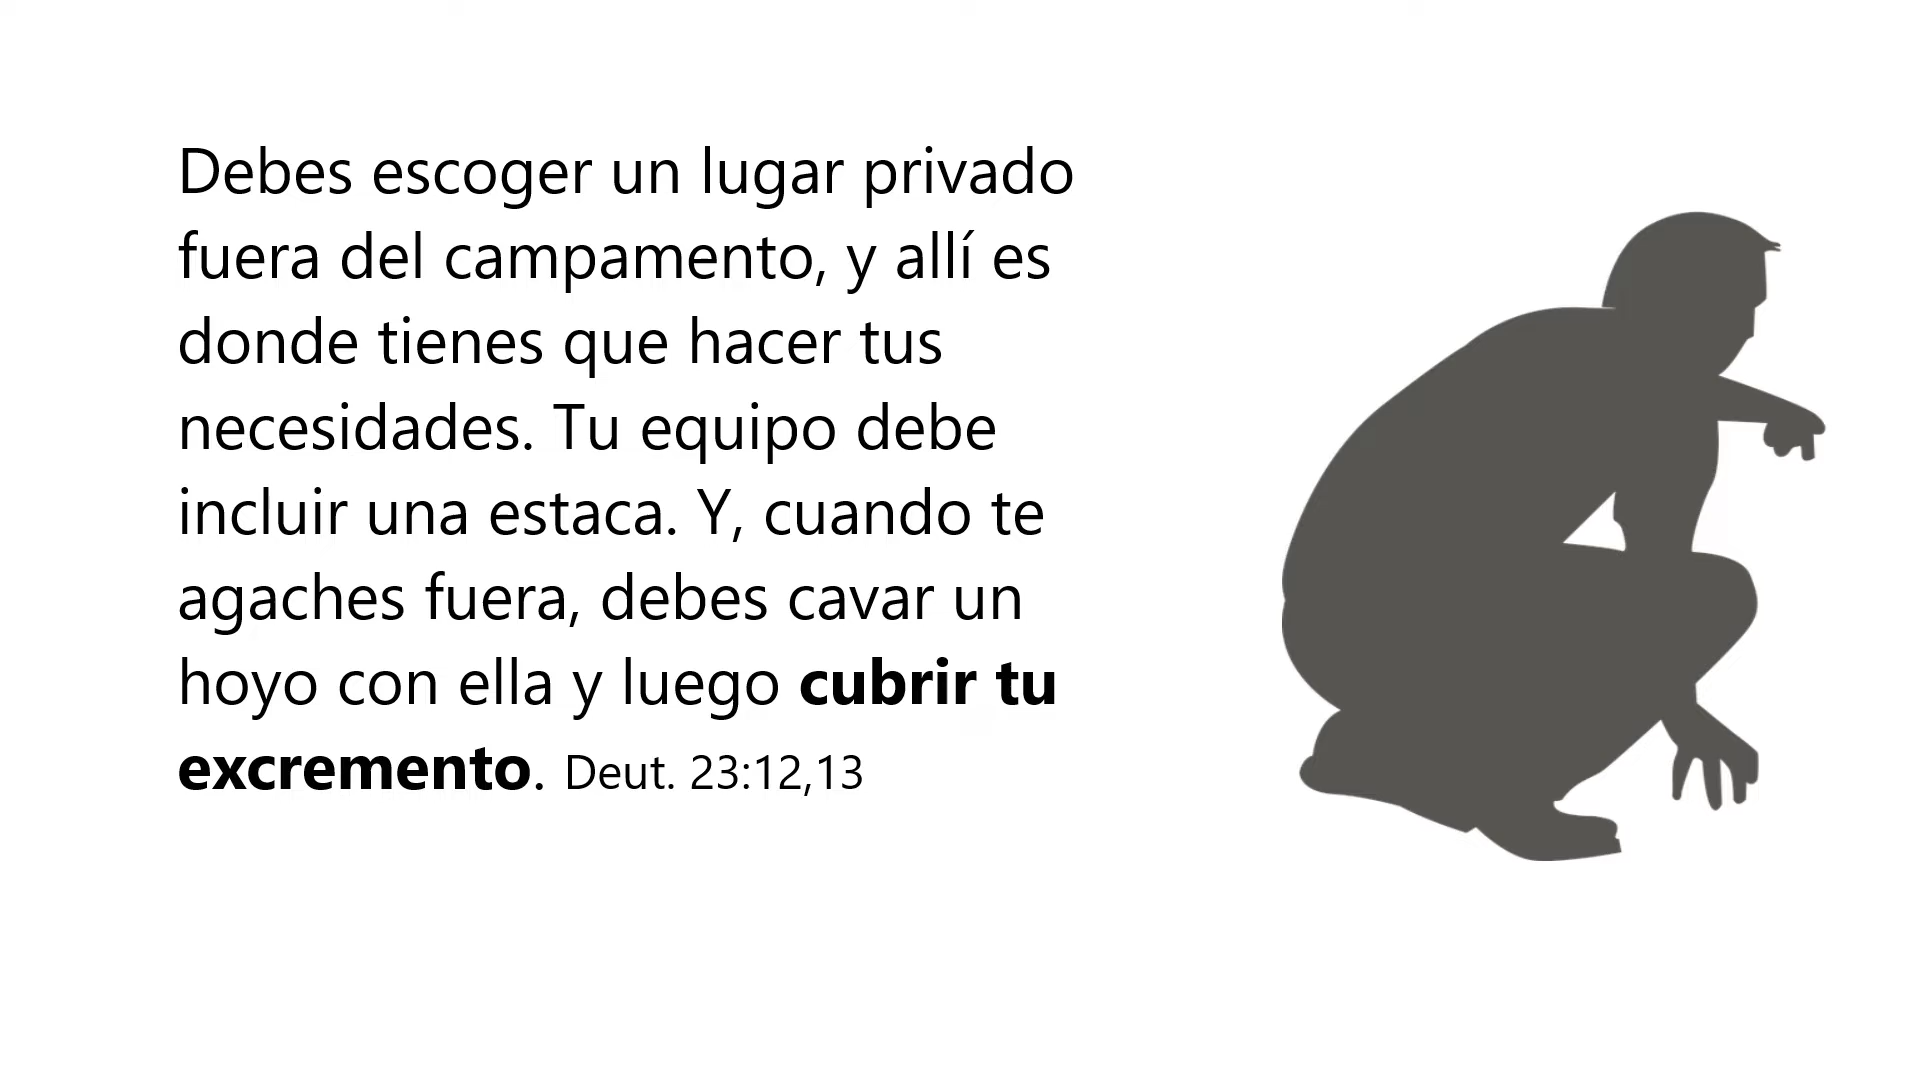 Debes escoger un lugar privado
fuera del campamento, y allí es
donde tienes que hacer tus
necesidades. Tu equipo debe
incluir una estaca. Y, cuando te
agaches fuera, debes cavar un
hoyo con ella y luego cubrir tu
excremento. Deut. 23:12,13